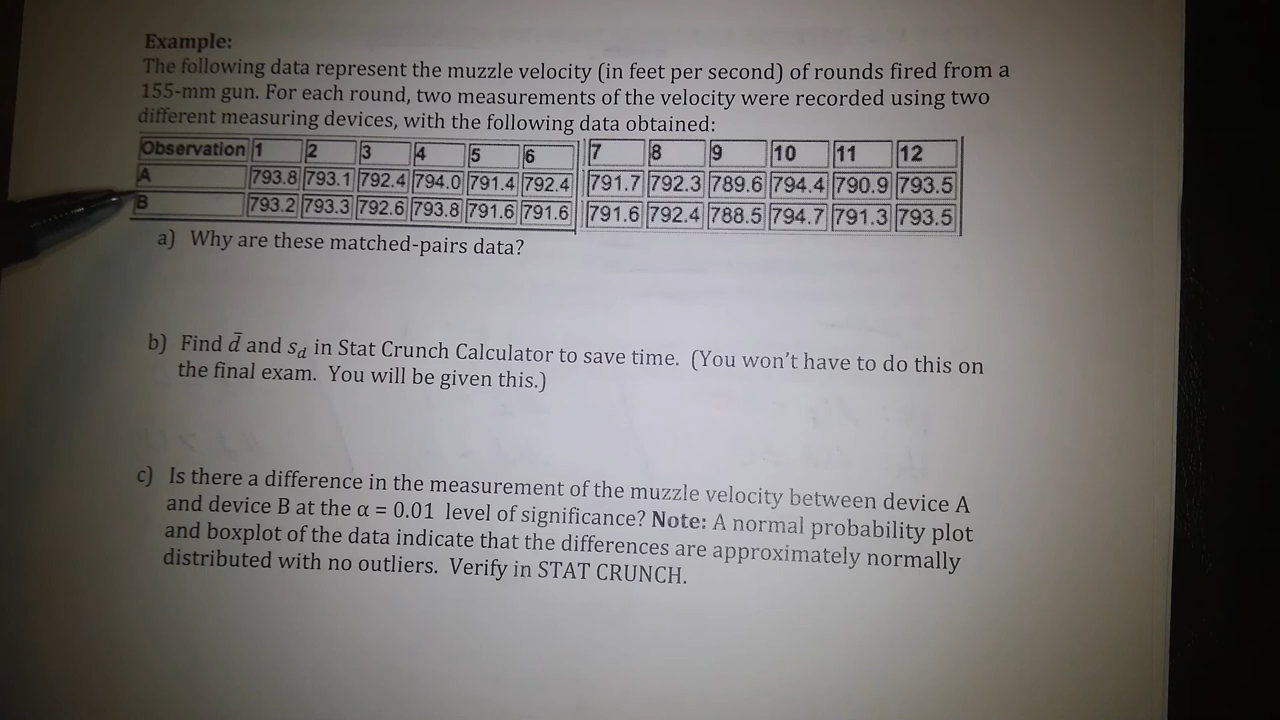 Example:
The following data represent the muzzle velocity (in feet per second) of rounds fired from a
155-mm gun. For each round, two measurements of the velocity were recorded using two
different measuring devices, with the following data obtained:
Observation 1 2 3 4 5 6 7 8 9 10 11 12
A 793.8 793.1 792.4 794.0 791.4 792.4 791.7 792.3 789.6 794.4 790.9 793.5
B 793.2 793.3 792.6 793.8 791.6 791.6 791.6 792.4 788.5 794.7 791.3 793.5
a) Why are these matched-pairs data?
b) Find d̄ and s_d in Stat Crunch Calculator to save time. (You won't have to do this on
the final exam. You will be given this.)
c) Is there a difference in the measurement of the muzzle velocity between device A
and device B at the α = 0.01 level of significance? Note: A normal probability plot
and boxplot of the data indicate that the differences are approximately normally
distributed with no outliers. Verify in STAT CRUNCH.